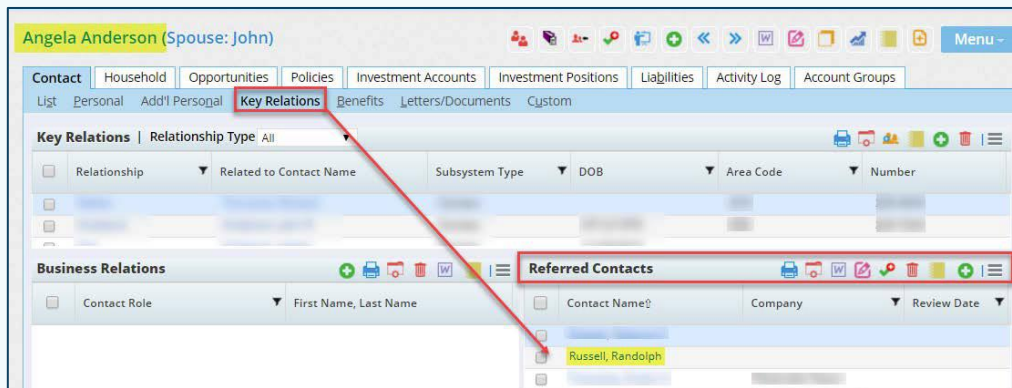 Angela Anderson (Spouse: John) Menu
Contact Household Opportunities Policies Investment Accounts Investment Positions Liabilities Activity Log Account Groups
List Personal Add'l Personal Key Relations Benefits Letters/Documents Custom
Key Relations | Relationship Type All
Relationship Related to Contact Name Subsystem Type DOB Area Code Number
Business Relations
Contact Role First Name, Last Name
Referred Contacts
Contact Name Company Review Date
Russell, Randolph